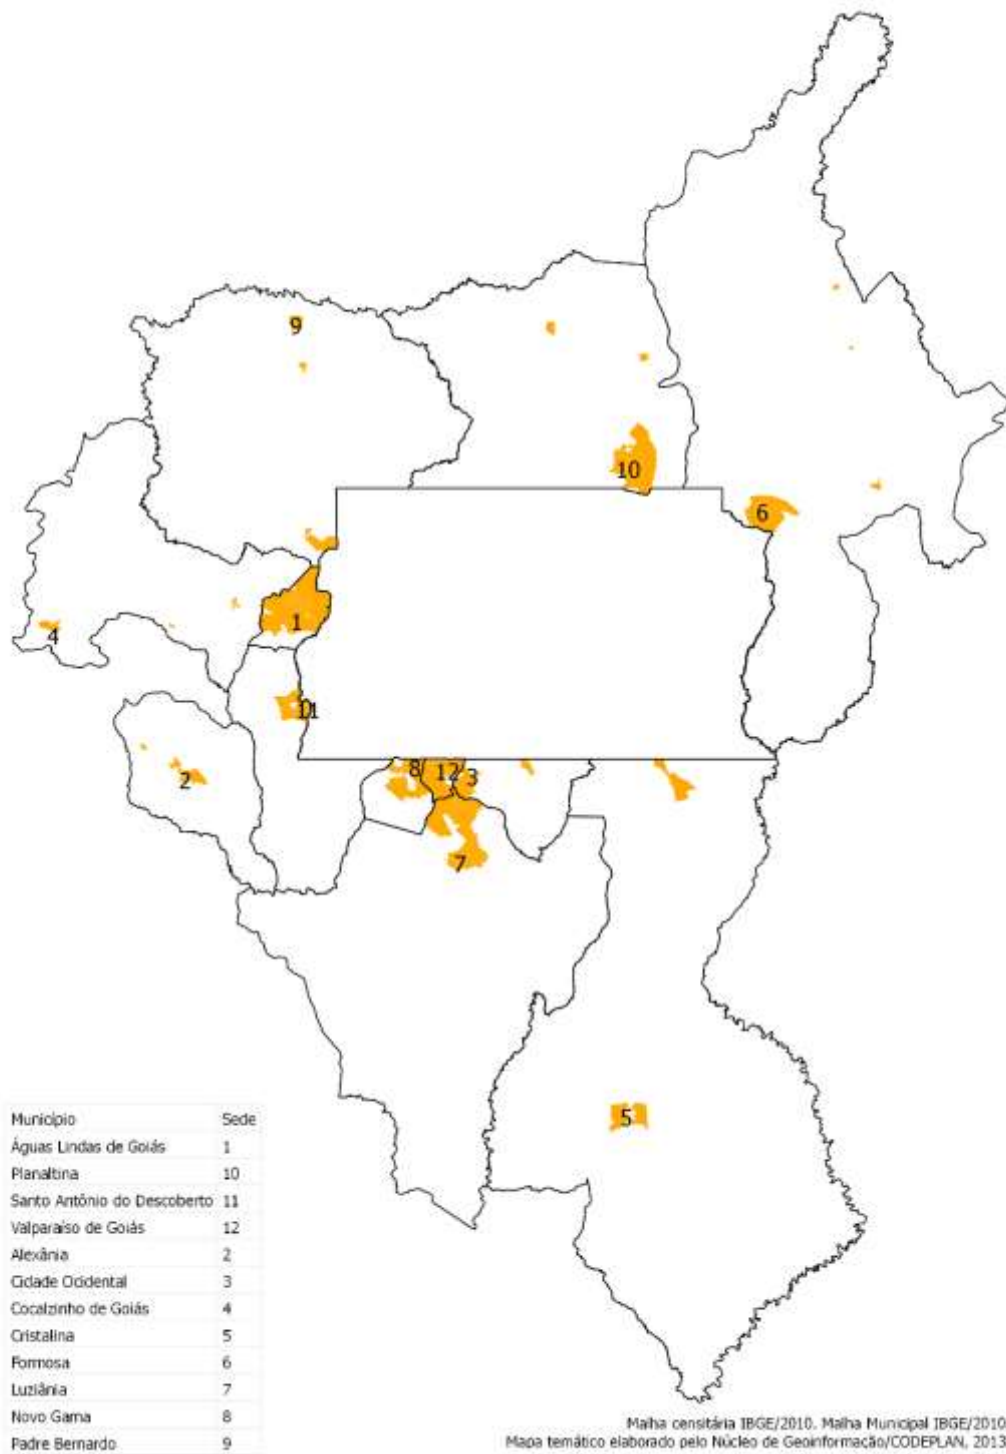 9
10
6
1
4
11
2
8
12
3
7
5
Município Sede
Águas Lindas de Goiás 1
Planaltina 10
Santo Antônio do Descoberto 11
Valparaíso de Goiás 12
Alexânia 2
Cidade Ocidental 3
Cocalzinho de Goiás 4
Cristalina 5
Formosa 6
Luziânia 7
Novo Gama 8
Padre Bernardo 9
Malha censitária IBGE/2010. Malha Municipal IBGE/2010
Mapa temático elaborado pelo Núcleo de Geoinformação/CODEPLAN, 2013